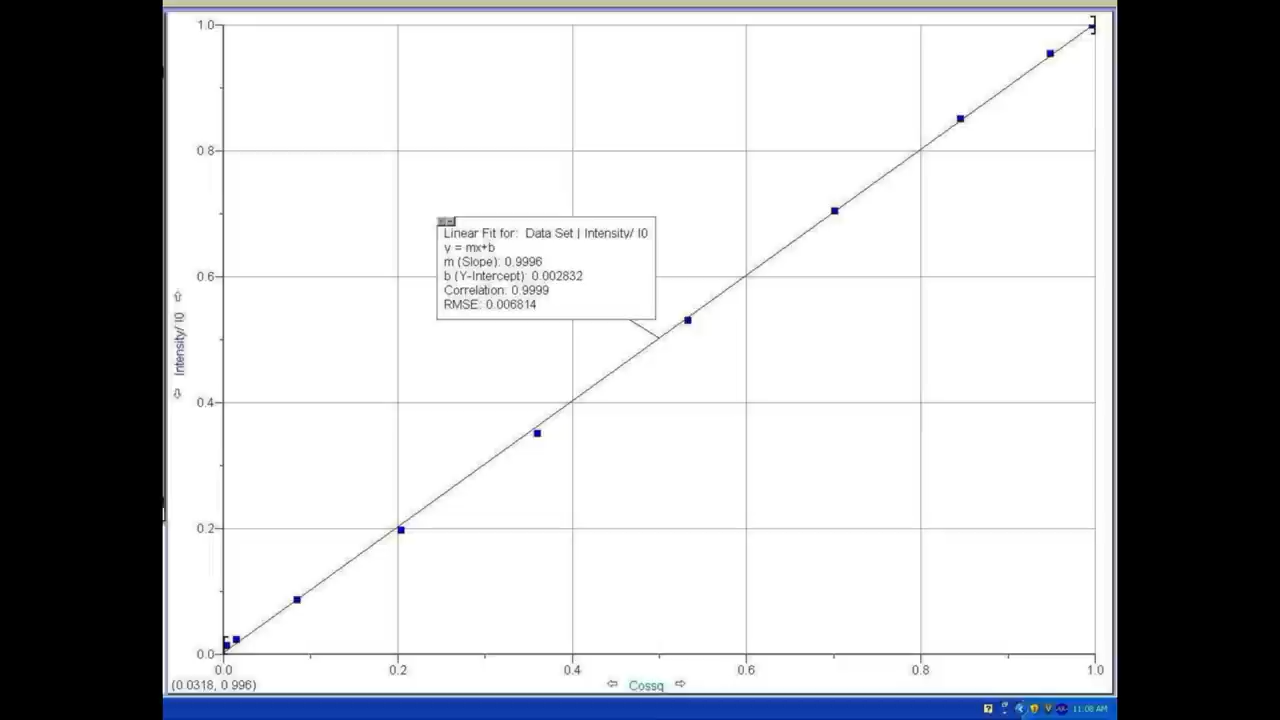 1.0
0.8
Linear Fit for: Data Set | Intensity/ I0
y = mx+b
m (Slope): 0.9996
b (Y-Intercept): 0.002832
Correlation: 0.9999
RMSE: 0.006814
0.6
Intensity/ I0
0.4
0.2
0.0
0.0 0.2 0.4 0.6 0.8 1.0
(0.0318, 0.996)
Cossq
11:08 AM